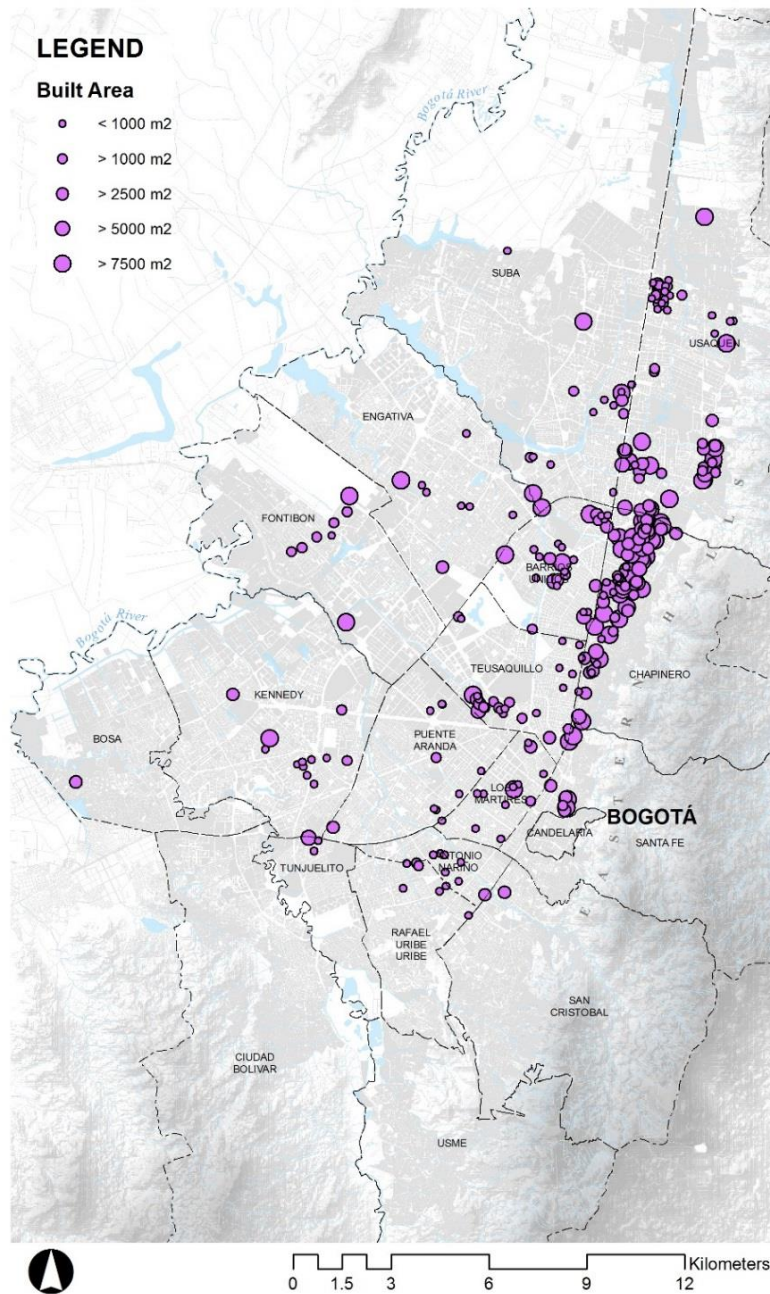 LEGEND
Built Area
< 1000 m2
> 1000 m2
> 2500 m2
> 5000 m2
> 7500 m2
Bogotá River
SUBA
USAQUEN
ENGATIVA
FONTIBON
BARRIOS
UNIDOS
Bogotá River
TEUSAQUILLO
CHAPINERO
KENNEDY
BOSA
PUENTE
ARANDA
LOS
MARTIRES
BOGOTÁ
CANDELARIA
SANTA FE
EASTERN HILLS
TUNJUELITO
ANTONIO
NARIÑO
RAFAEL
URIBE
URIBE
SAN
CRISTOBAL
CIUDAD
BOLIVAR
USME
Kilometers
0 1.5 3 6 9 12